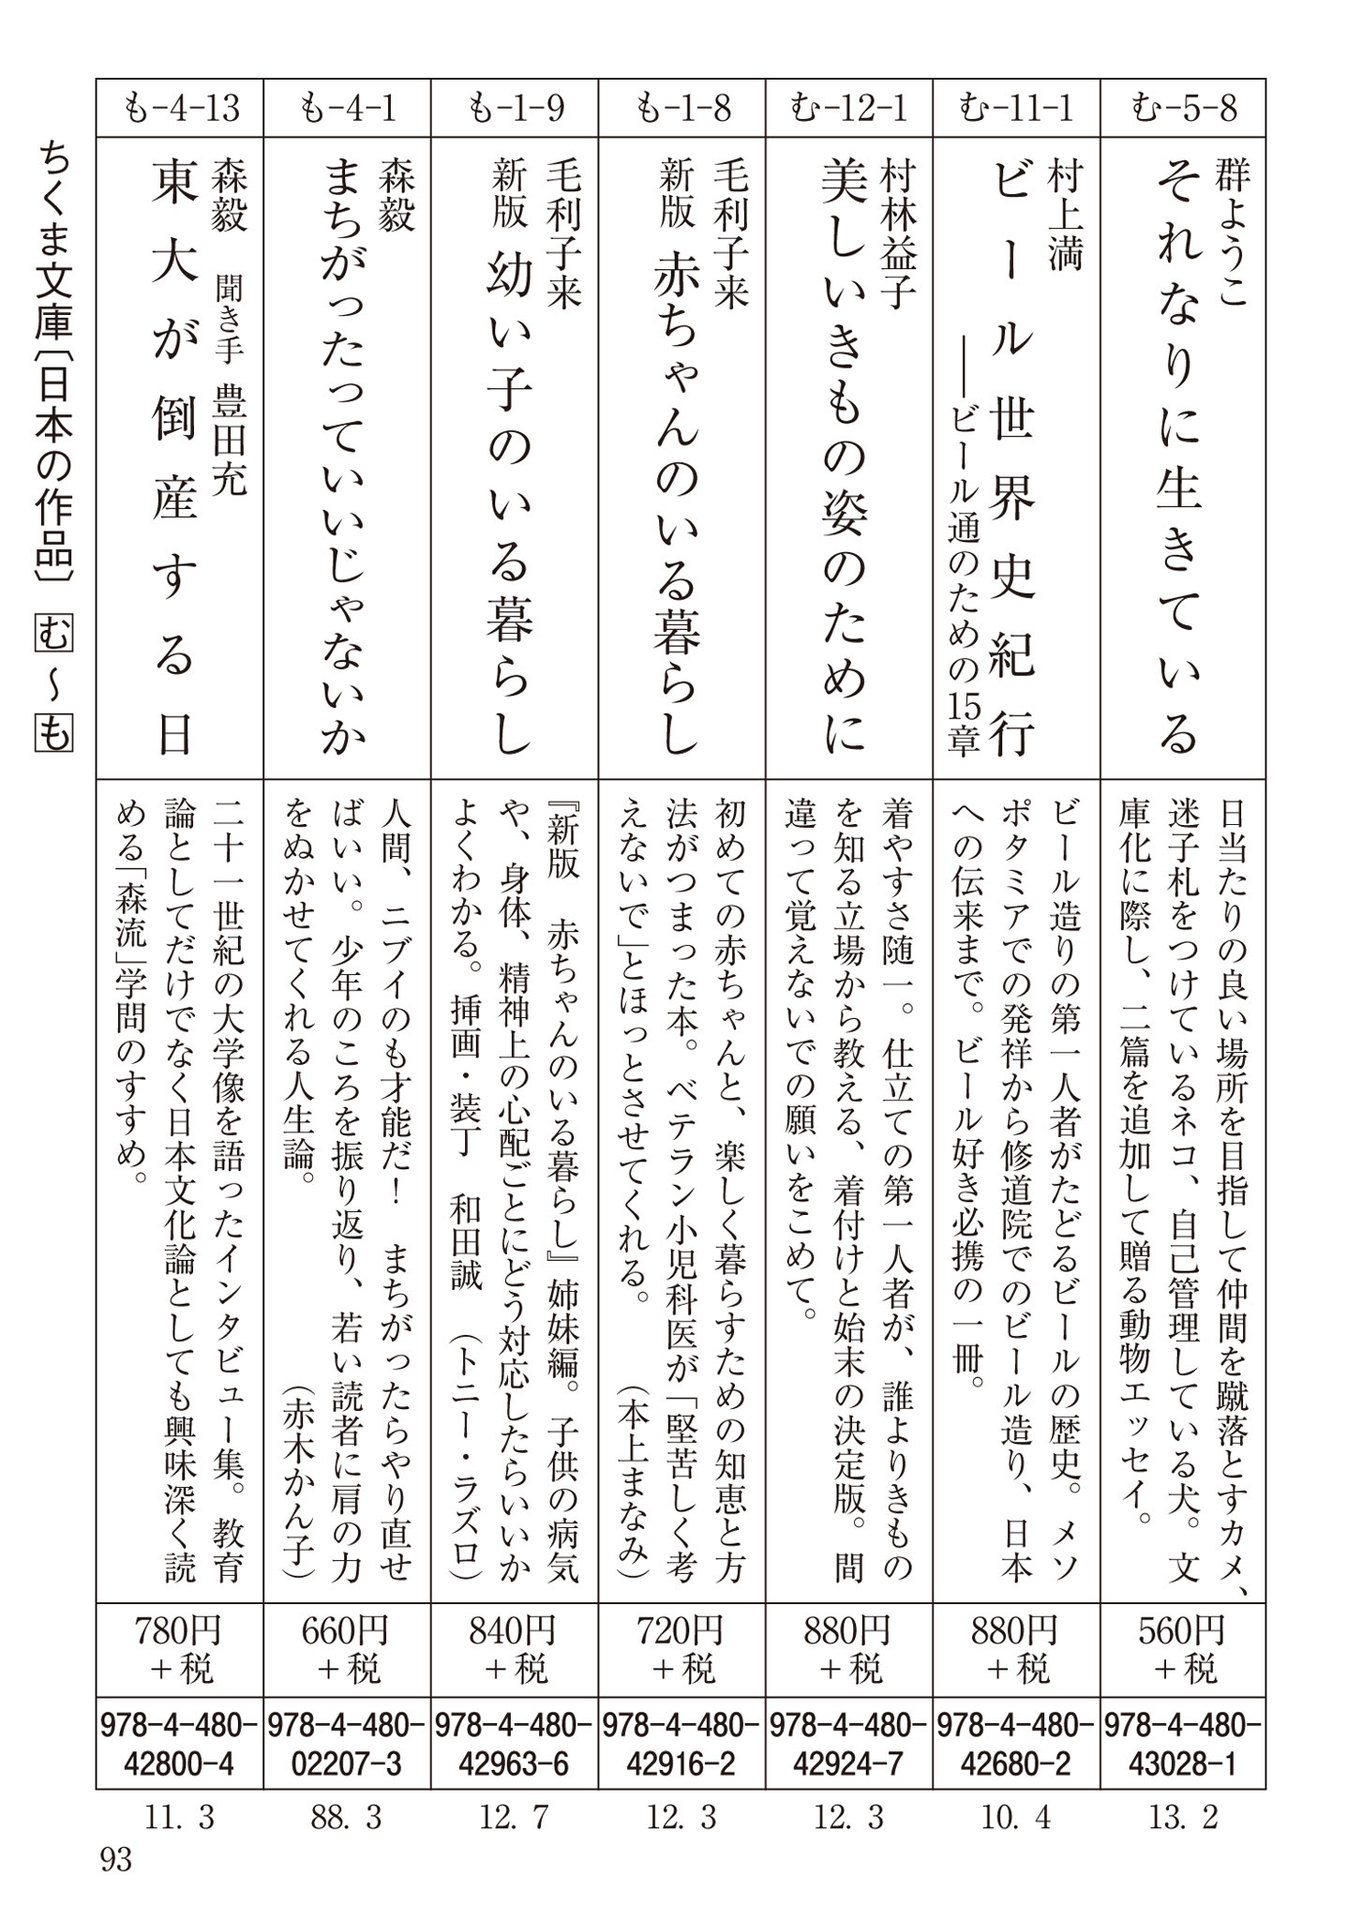 む-5-8
群ようこ
それなりに生きている
日当たりの良い場所を目指して仲間を蹴落とすカメ、
迷子札をつけているネコ、自己管理している犬。文
庫化に際し、二篇を追加して贈る動物エッセイ。
560円
+税
978-4-480-
43028-1
13. 2
む-11-1
村上満
ビール世界史紀行
――ビール通のための15章
ビール造りの第一人者がたどるビールの歴史。メソ
ポタミアでの発祥から修道院でのビール造り、日本
への伝来まで。ビール好き必携の一冊。
880円
+税
978-4-480-
42680-2
10. 4
む-12-1
村林益子
美しいきもの姿のために
着やすさ随一。仕立ての第一人者が、誰よりきもの
を知る立場から教える、着付けと始末の決定版。間
違って覚えないでの願いをこめて。
880円
+税
978-4-480-
42924-7
12. 3
も-1-8
毛利子来
新版 赤ちゃんのいる暮らし
初めての赤ちゃんと、楽しく暮らすための知恵と方
法がつまった本。ベテラン小児科医が「堅苦しく考
えないで」とほっとさせてくれる。 (本上まなみ)
720円
+税
978-4-480-
42916-2
12. 3
も-1-9
毛利子来
新版 幼い子のいる暮らし
『新版 赤ちゃんのいる暮らし』姉妹編。子供の病気
や、身体、精神上の心配ごとにどう対応したらいいか
よくわかる。挿画・装丁 和田誠 (トニー・ラズロ)
840円
+税
978-4-480-
42963-6
12. 7
も-4-1
森毅
まちがったっていいじゃないか
人間、ニブイのも才能だ! まちがったらやり直せ
ばいい。少年のころを振り返り、若い読者に肩の力
をぬかせてくれる人生論。 (赤木かん子)
660円
+税
978-4-480-
02207-3
88. 3
も-4-13
森毅 聞き手 豊田充
東大が倒産する日
二十一世紀の大学像を語ったインタビュー集。教育
論としてだけでなく日本文化論としても興味深く読
める「森流」学問のすすめ。
780円
+税
978-4-480-
42800-4
11. 3
ちくま文庫〔日本の作品〕 む〜も
93